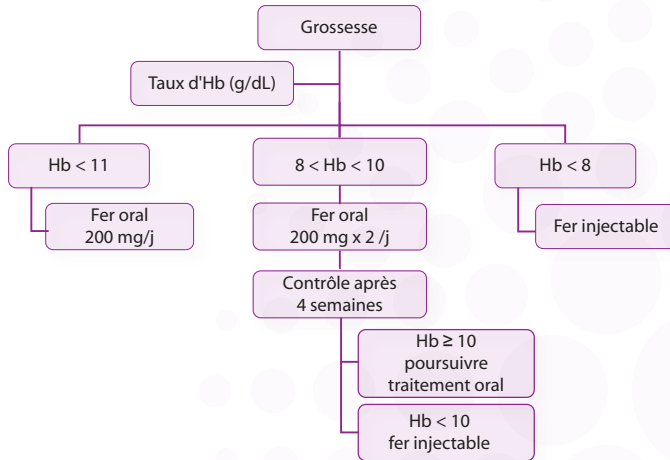 Grossesse
Taux d'Hb (g/dL)
Hb < 11
8 < Hb < 10
Hb < 8
Fer oral
200 mg/j
Fer oral
200 mg x 2 /j
Fer injectable
Contrôle après
4 semaines
Hb ≥ 10
poursuivre
traitement oral
Hb < 10
fer injectable